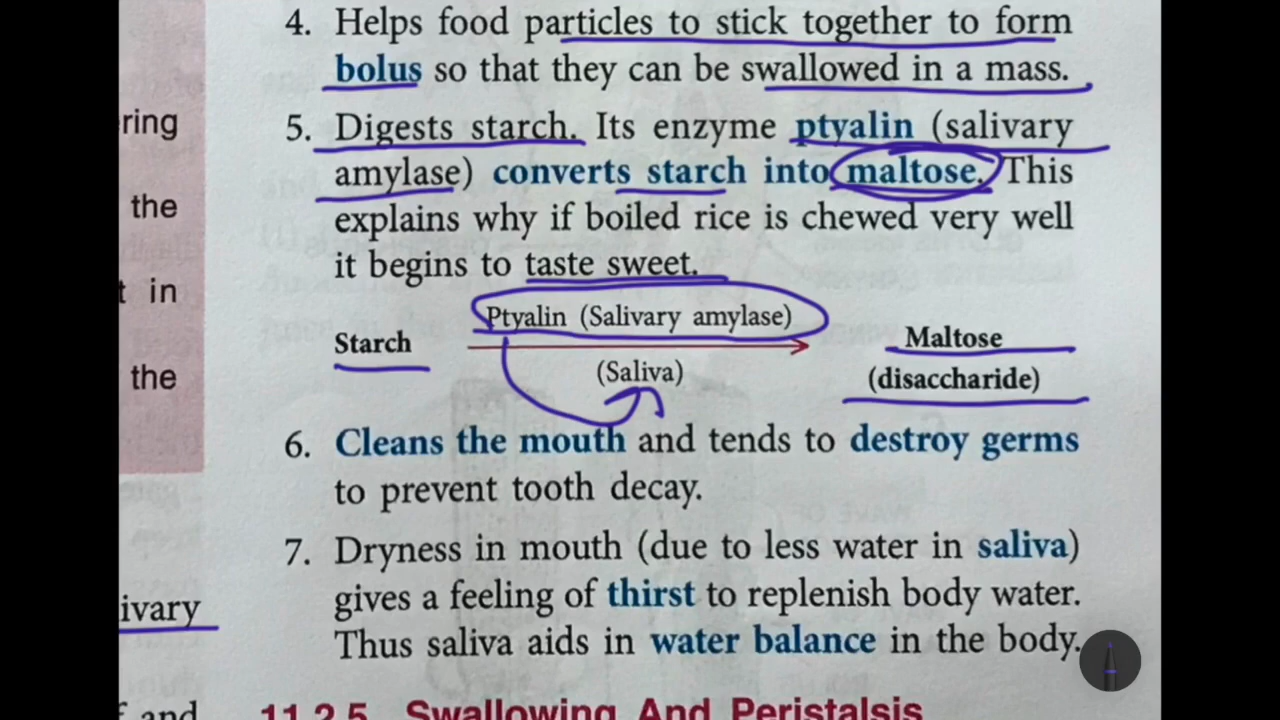 ring
the
t in
the
ivary
f and
4. Helps food particles to stick together to form
bolus so that they can be swallowed in a mass.
5. Digests starch. Its enzyme ptyalin (salivary
amylase) converts starch into maltose. This
explains why if boiled rice is chewed very well
it begins to taste sweet.
Ptyalin (Salivary amylase)
Starch
Maltose
(Saliva)
(disaccharide)
6. Cleans the mouth and tends to destroy germs
to prevent tooth decay.
7. Dryness in mouth (due to less water in saliva)
gives a feeling of thirst to replenish body water.
Thus saliva aids in water balance in the body.
11.2.5 Swallowing And Peristalsis